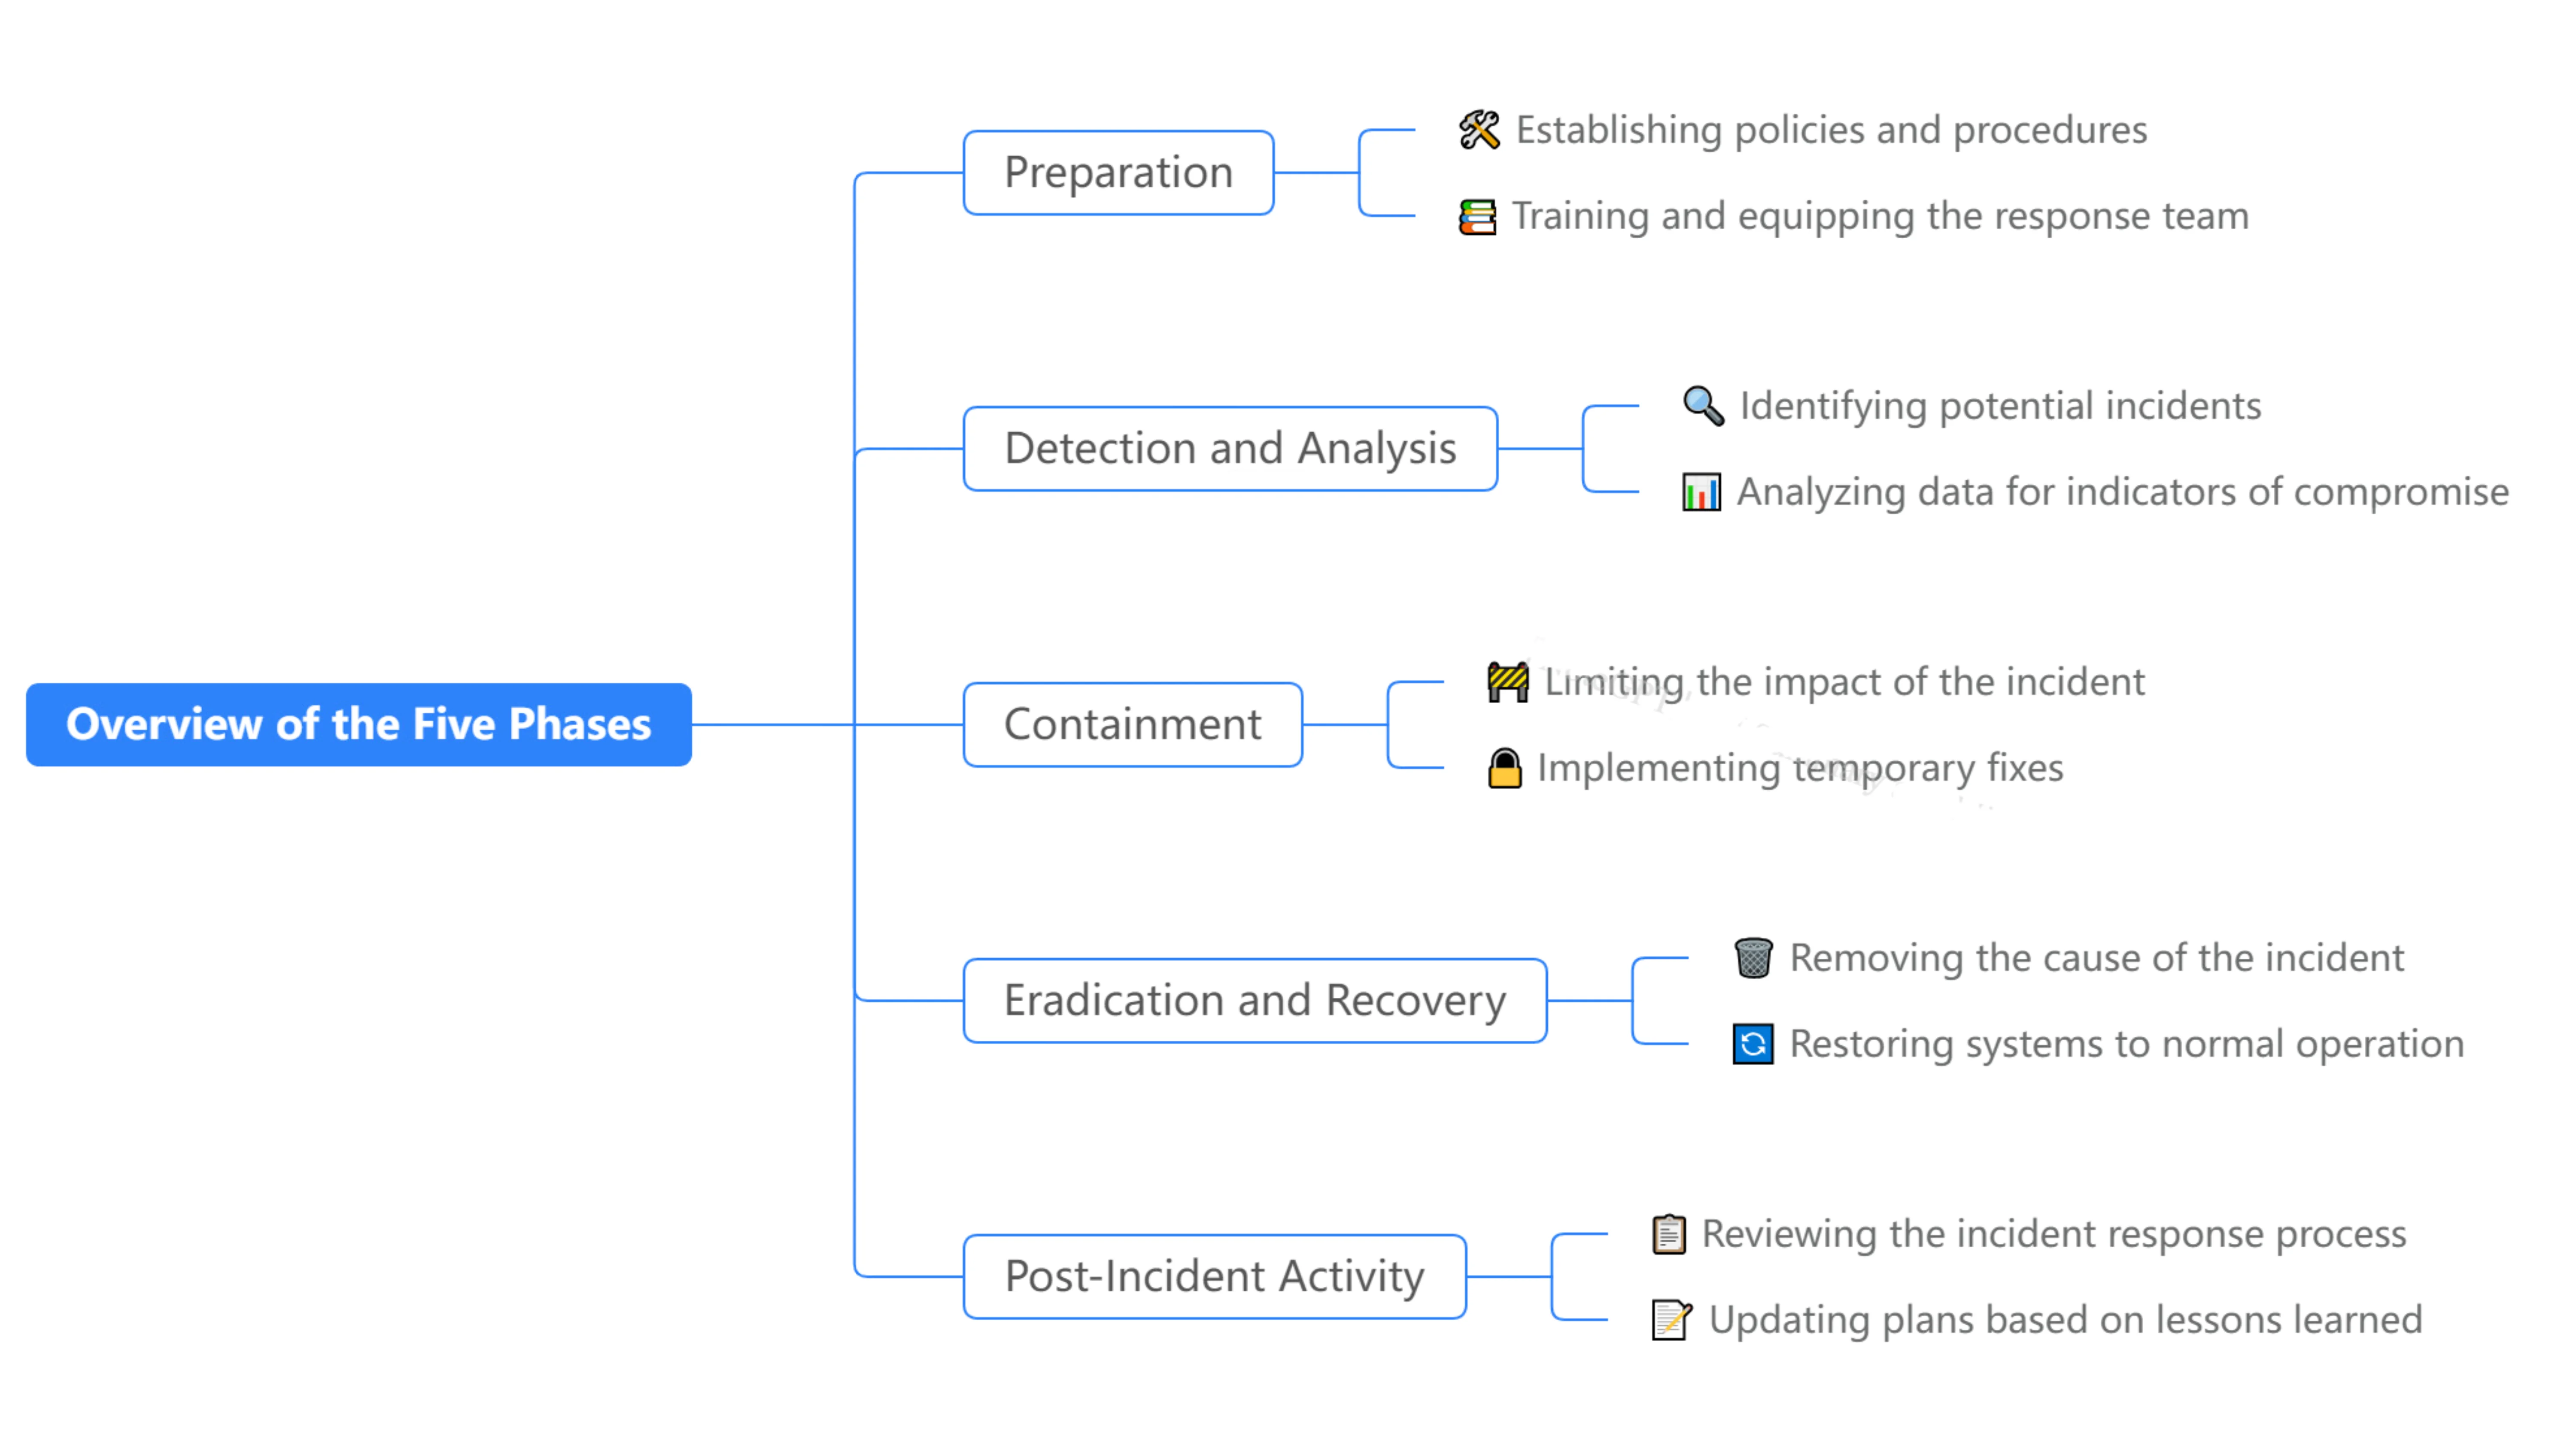 Overview of the Five Phases
Preparation
🛠 Establishing policies and procedures
📚 Training and equipping the response team
Detection and Analysis
🔍 Identifying potential incidents
📊 Analyzing data for indicators of compromise
Containment
🚧 Limiting the impact of the incident
🔒 Implementing temporary fixes
Eradication and Recovery
🗑 Removing the cause of the incident
🔄 Restoring systems to normal operation
Post-Incident Activity
📋 Reviewing the incident response process
📝 Updating plans based on lessons learned